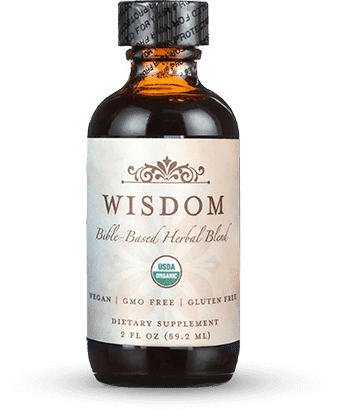 WISDOM
Bible-Based Herbal Blend
USDA
ORGANIC
VEGAN | GMO FREE | GLUTEN FREE
DIETARY SUPPLEMENT
2 FL OZ (59.2 ML)